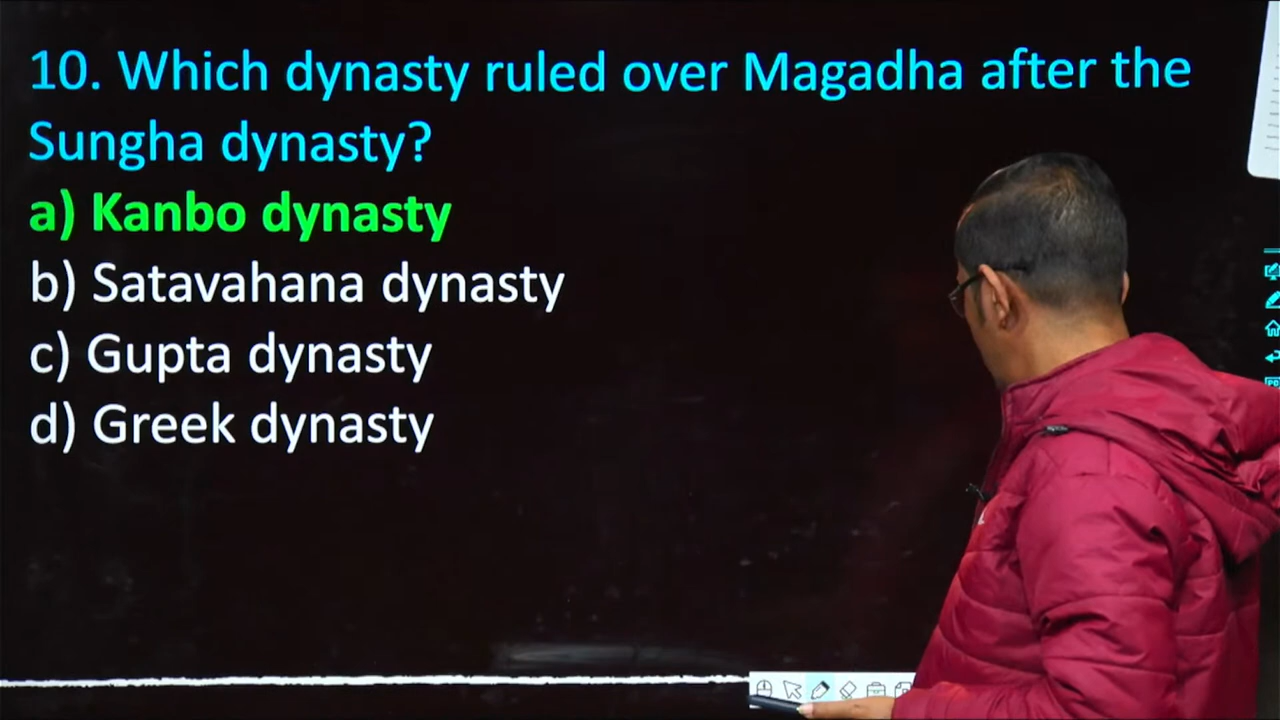 10. Which dynasty ruled over Magadha after the
Sungha dynasty?
a) Kanbo dynasty
b) Satavahana dynasty
c) Gupta dynasty
d) Greek dynasty